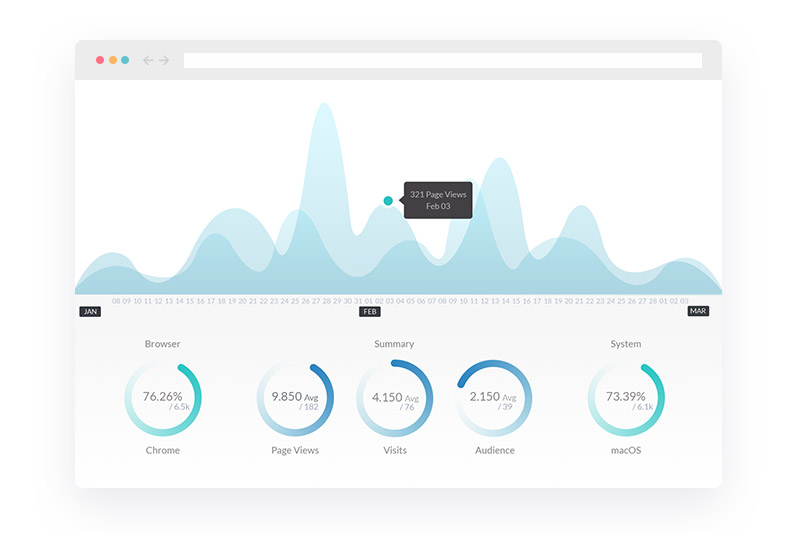 321 Page Views
Feb 03
08 09 10 11 12 13 14 15 16 17 18 19 20 21 22 23 24 25 26 27 28 29 30 31 01 02 03 04 05 06 07 08 09 10 11 12 13 14 15 16 17 18 19 20 21 22 23 24 25 26 27 28 01 02 03
JAN FEB MAR
Browser Summary System
76.26% 9.850 Avg 4.150 Avg 2.150 Avg 73.39%
/ 6.5k / 182 / 76 / 39 / 6.1k
Chrome Page Views Visits Audience macOS